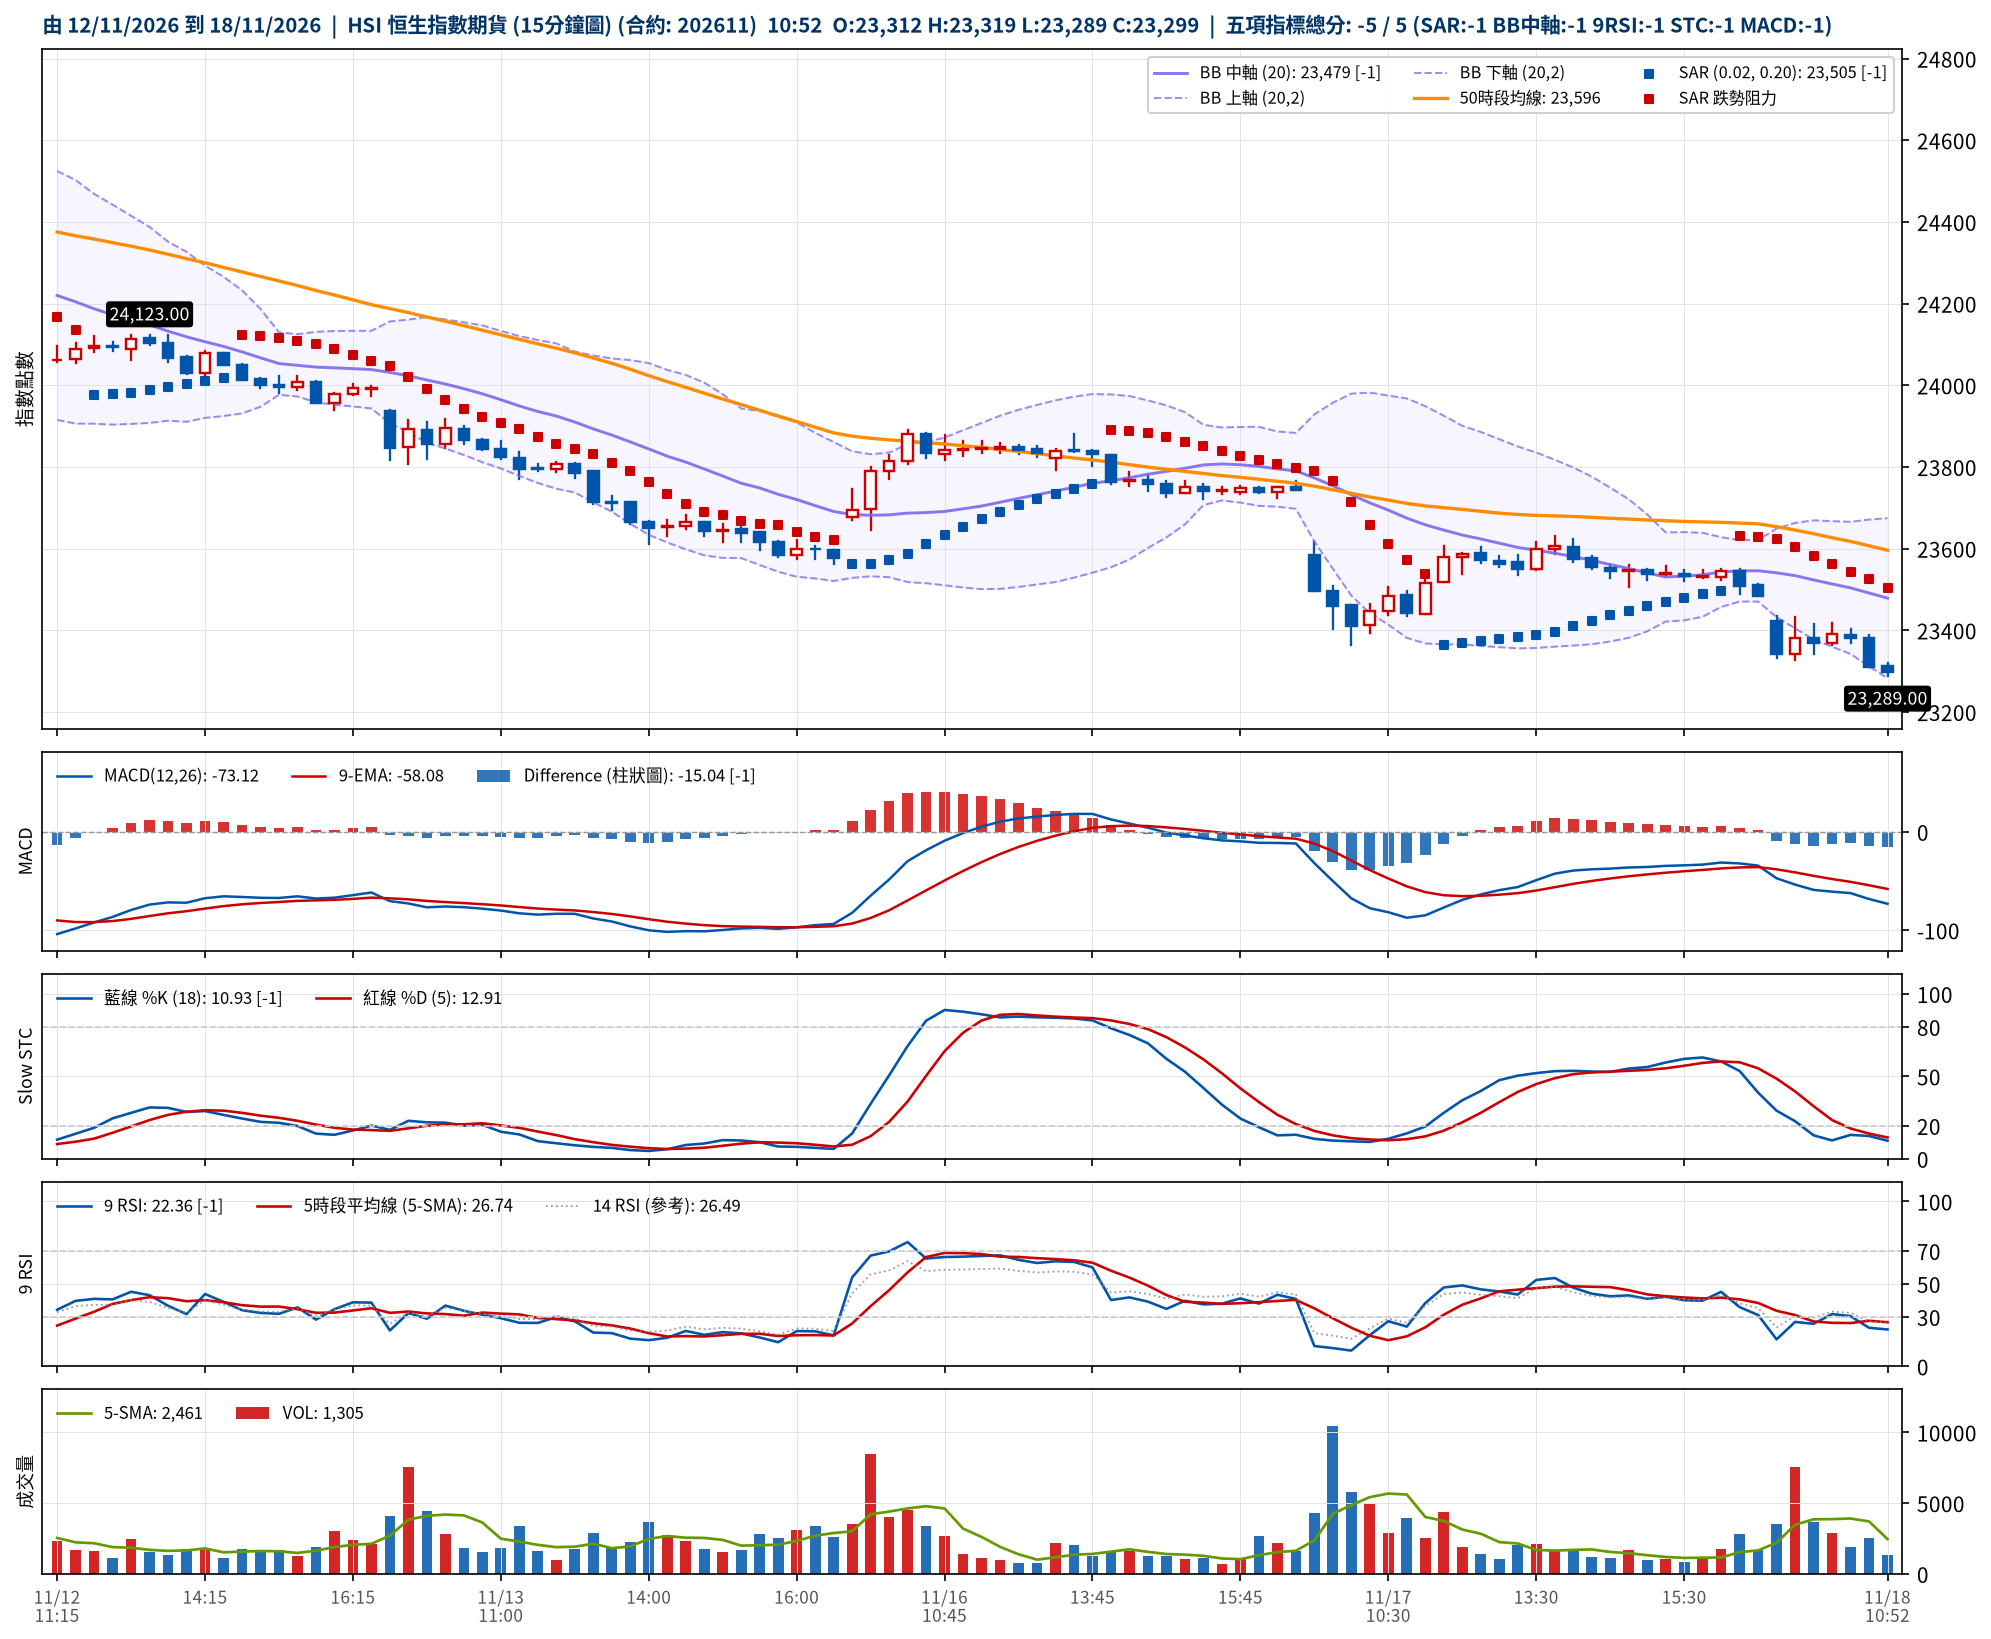 由 12/11/2026 到 18/11/2026 | HSI 恒生指數期貨 (15分鐘圖) (合約: 202611) 10:52 O:23,312 H:23,319 L:23,289 C:23,299 | 五項指標總分: -5 / 5 (SAR:-1 BB中軸:-1 9RSI:-1 STC:-1 MACD:-1)
BB 中軸 (20): 23,479 [-1]
BB 下軸 (20,2)
SAR (0.02, 0.20): 23,505 [-1]
BB 上軸 (20,2)
50時段均線: 23,596
SAR 跌勢阻力
24,123.00
23,289.00
指數點數
24800
24600
24400
24200
24000
23800
23600
23400
23200
MACD(12,26): -73.12
9-EMA: -58.08
Difference (柱狀圖): -15.04 [-1]
MACD
0
-100
藍線 %K (18): 10.93 [-1]
紅線 %D (5): 12.91
Slow STC
100
80
50
20
0
9 RSI: 22.36 [-1]
5時段平均線 (5-SMA): 26.74
14 RSI (參考): 26.49
9 RSI
100
70
50
30
0
5-SMA: 2,461
VOL: 1,305
成交量
10000
5000
0
11/12
11:15
14:15
16:15
11/13
11:00
14:00
16:00
11/16
10:45
13:45
15:45
11/17
10:30
13:30
15:30
11/18
10:52